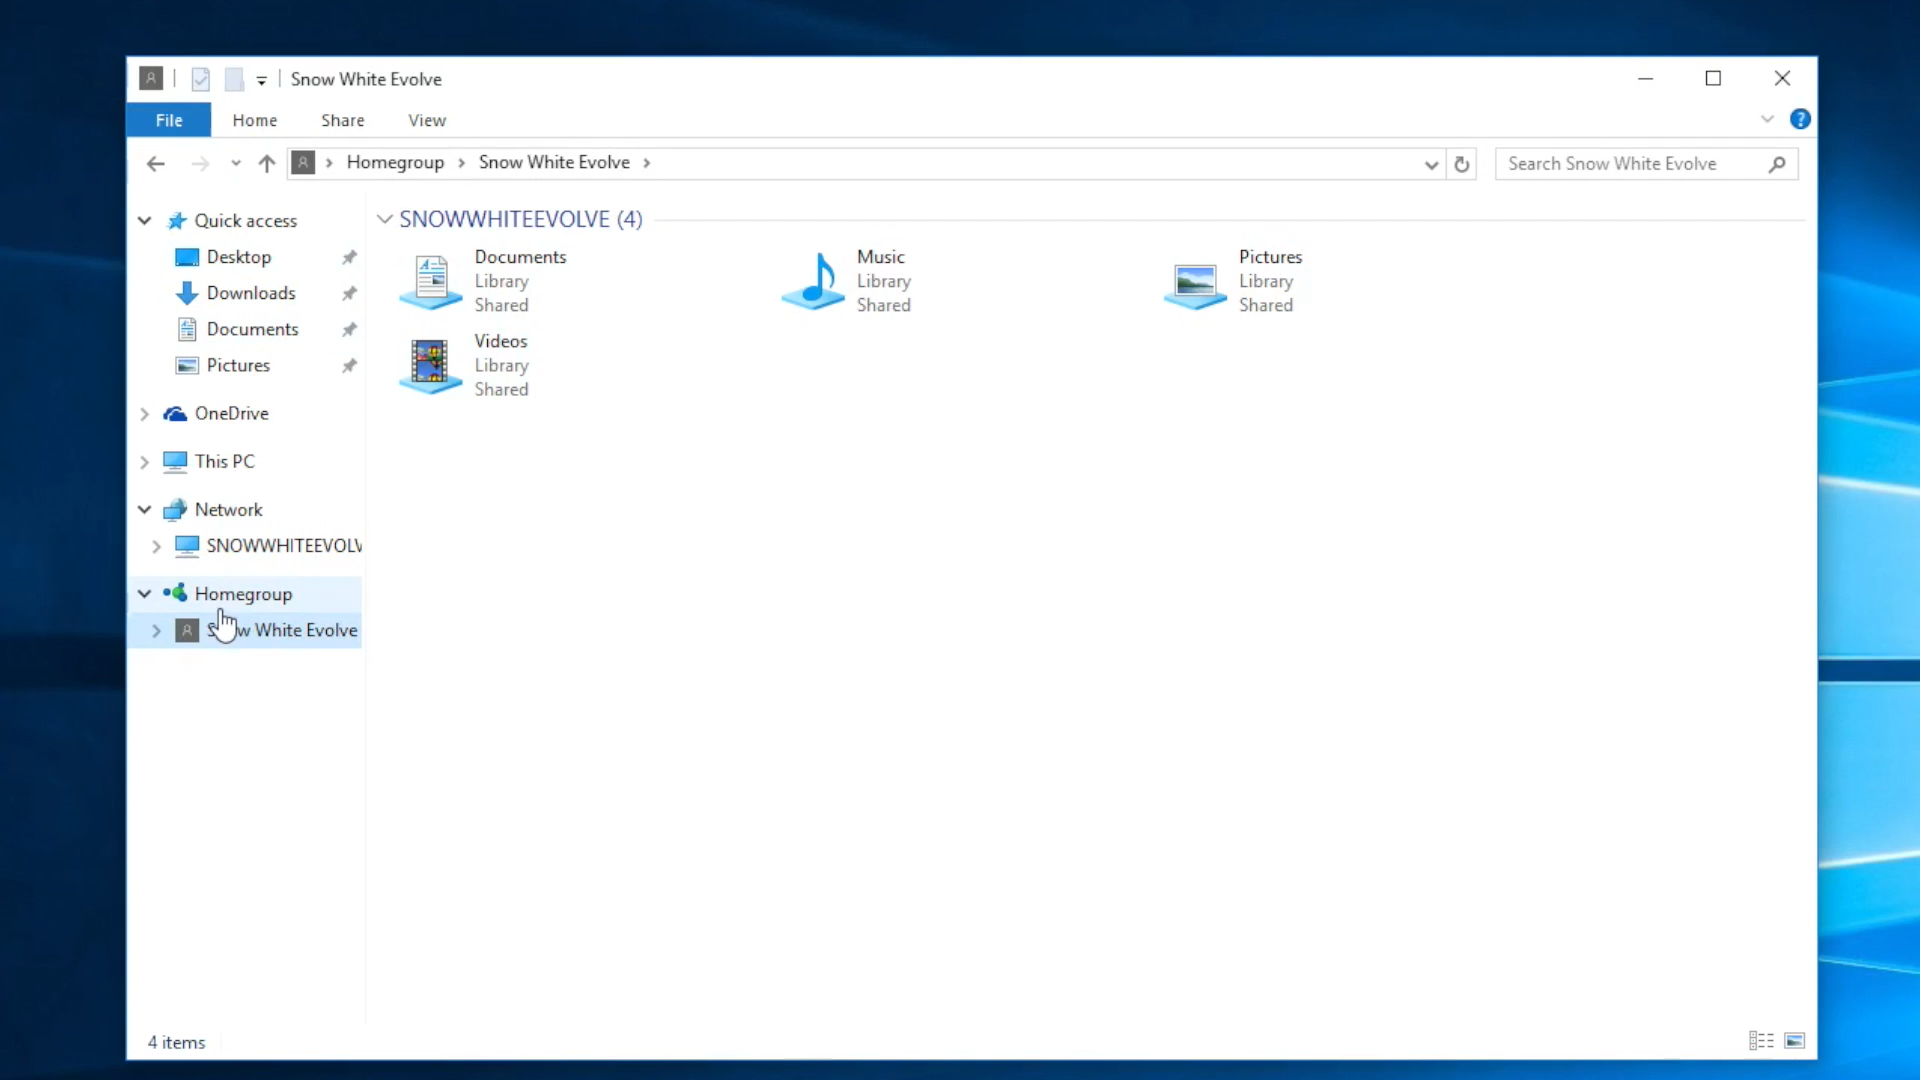 Snow White Evolve
File Home Share View
Homegroup Snow White Evolve
Search Snow White Evolve
Quick access
Desktop
Downloads
Documents
Pictures
OneDrive
This PC
Network
SNOWWHITEEVOLV
Homegroup
Snow White Evolve
SNOWWHITEEVOLVE (4)
Documents
Library
Shared
Music
Library
Shared
Pictures
Library
Shared
Videos
Library
Shared
4 items